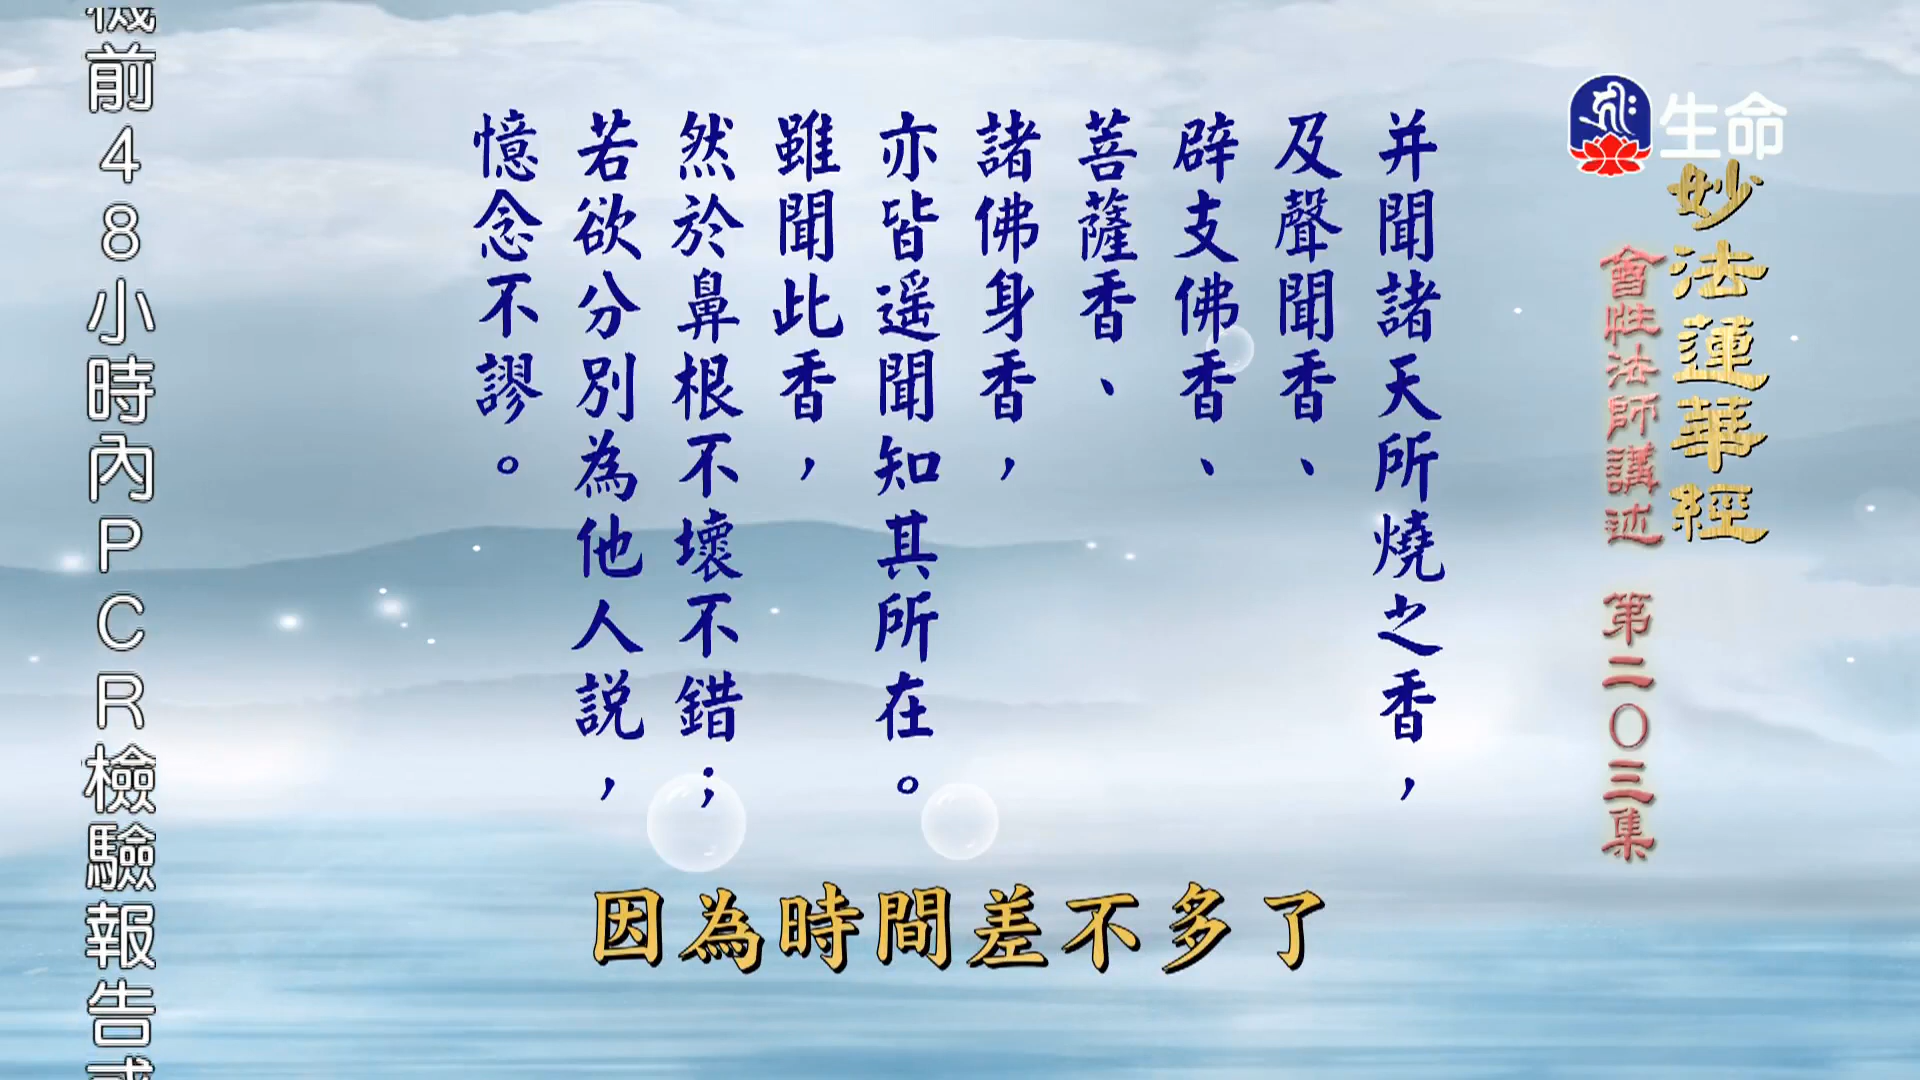 生命
妙法蓮華經
會性法師講述 第二〇三集
并聞諸天所燒之香，
及聲聞香、
辟支佛香、
菩薩香、
諸佛身香，
亦皆遥聞知其所在。
雖聞此香，
然於鼻根不壞不錯；
若欲分別為他人說，
憶念不謬。
前48小時內PCR檢驗報告
因為時間差不多了